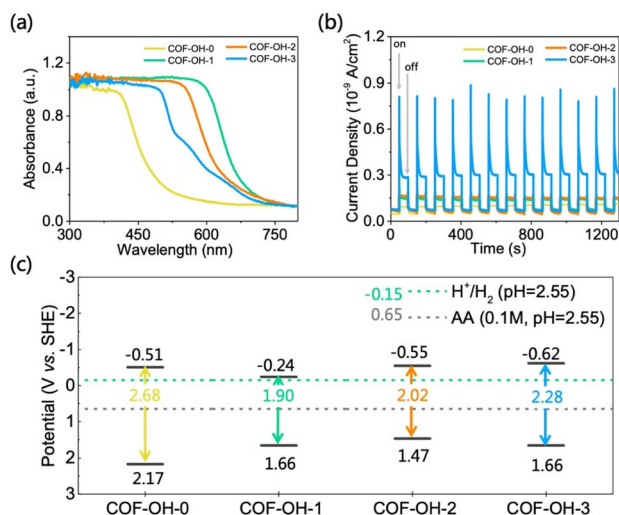 (a)
COF-OH-0 COF-OH-2
COF-OH-1 COF-OH-3
Absorbance (a.u.)
1.2
0.8
0.4
0.0
300 450 600 750
Wavelength (nm)
(b)
COF-OH-0 COF-OH-2
COF-OH-1 COF-OH-3
on
off
Current Density (10⁻⁹ A/cm²)
1.2
0.9
0.6
0.3
0.0
0 400 800 1200
Time (s)
(c)
Potential (V vs. SHE)
-3
-2
-1
0
1
2
3
-0.15 H⁺/H₂ (pH=2.55)
0.65 AA (0.1M, pH=2.55)
-0.51 -0.24 -0.55 -0.62
2.68 1.90 2.02 2.28
2.17 1.66 1.47 1.66
COF-OH-0 COF-OH-1 COF-OH-2 COF-OH-3